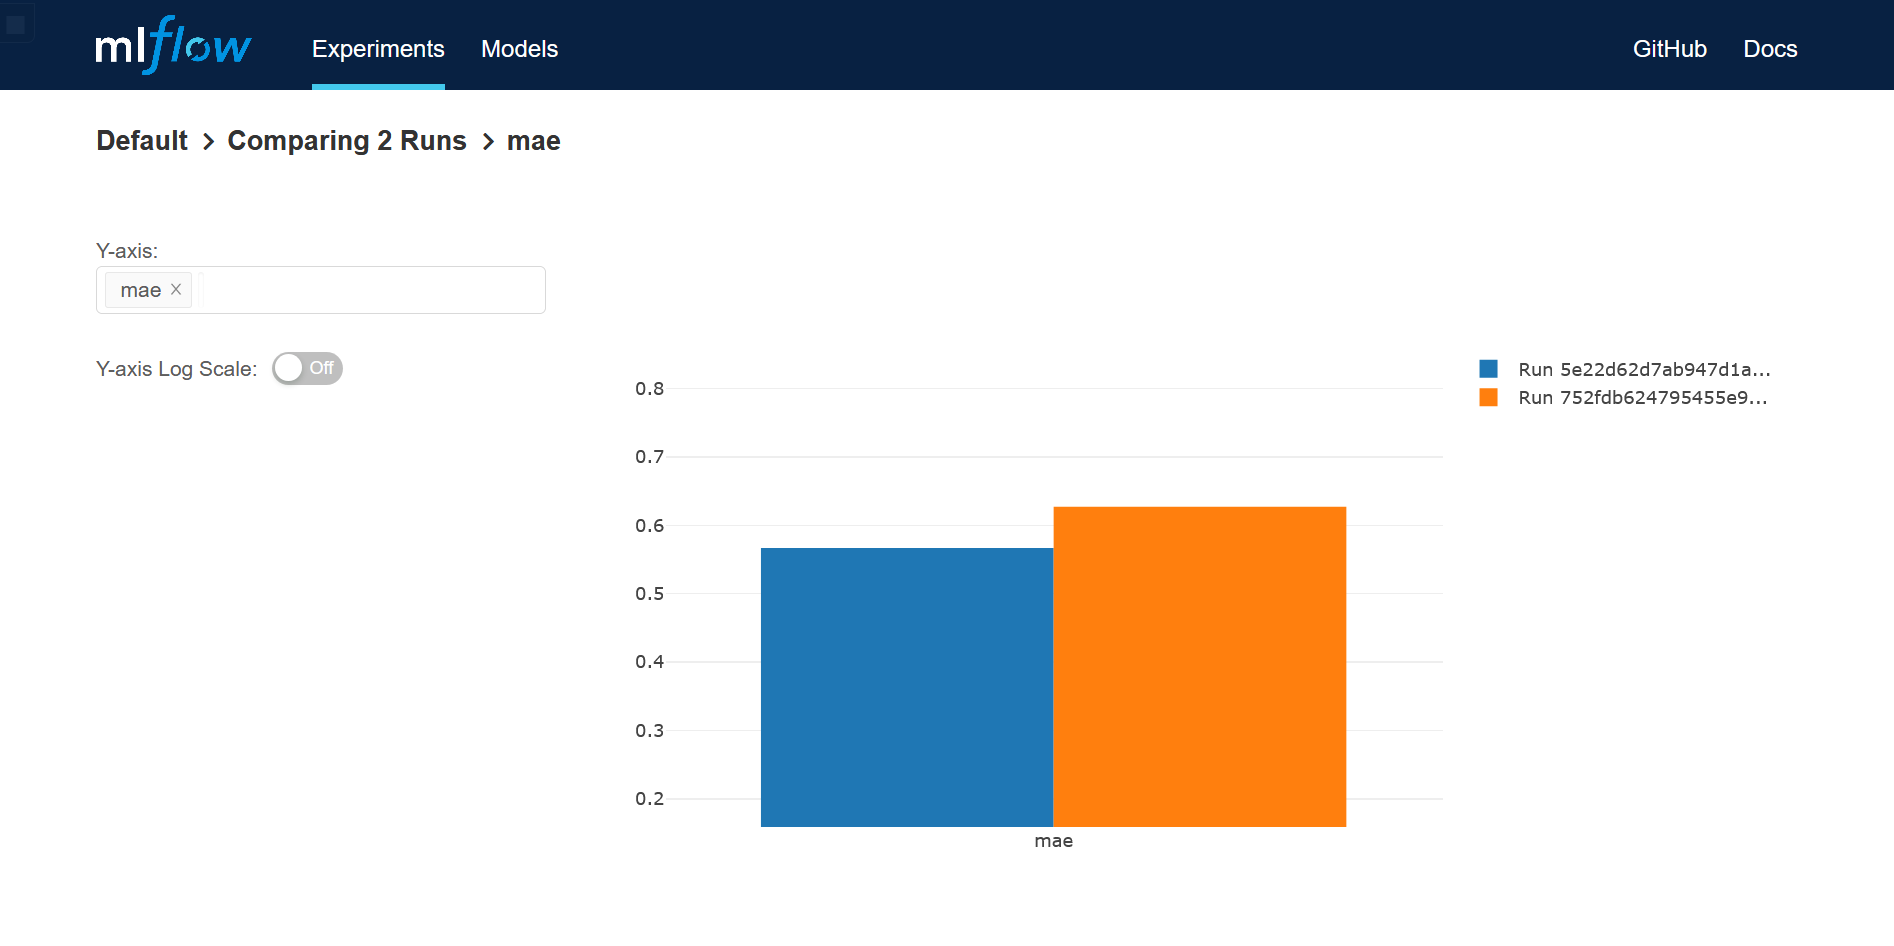 mlflow Experiments Models GitHub Docs
Default > Comparing 2 Runs > mae
Y-axis:
mae ×
Y-axis Log Scale: Off
Run 5e22d62d7ab947d1a...
Run 752fdb624795455e9...
0.8
0.7
0.6
0.5
0.4
0.3
0.2
mae